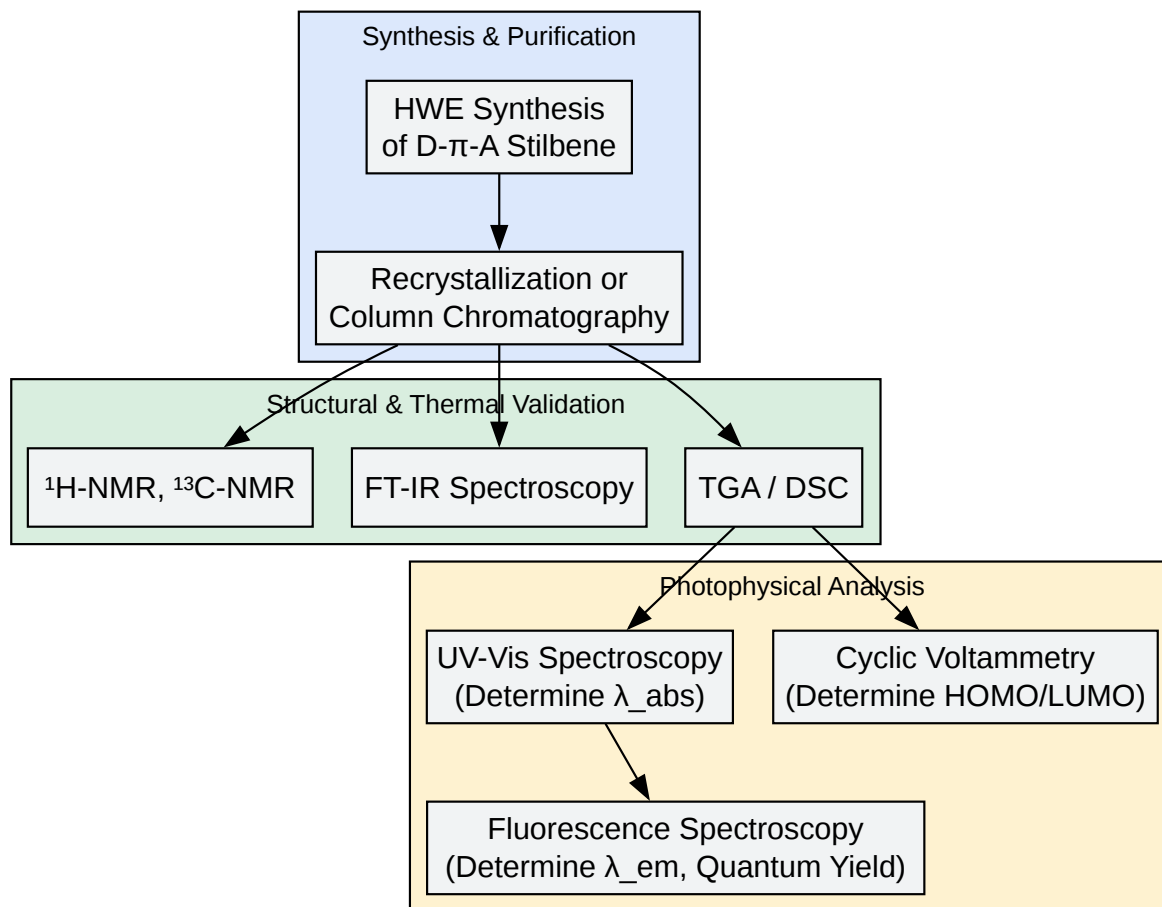 Synthesis & Purification
HWE Synthesis
of D-π-A Stilbene
Recrystallization or
Column Chromatography
Structural & Thermal Validation
¹H-NMR, ¹³C-NMR
FT-IR Spectroscopy
TGA / DSC
Photophysical Analysis
UV-Vis Spectroscopy
(Determine λ_abs)
Cyclic Voltammetry
(Determine HOMO/LUMO)
Fluorescence Spectroscopy
(Determine λ_em, Quantum Yield)